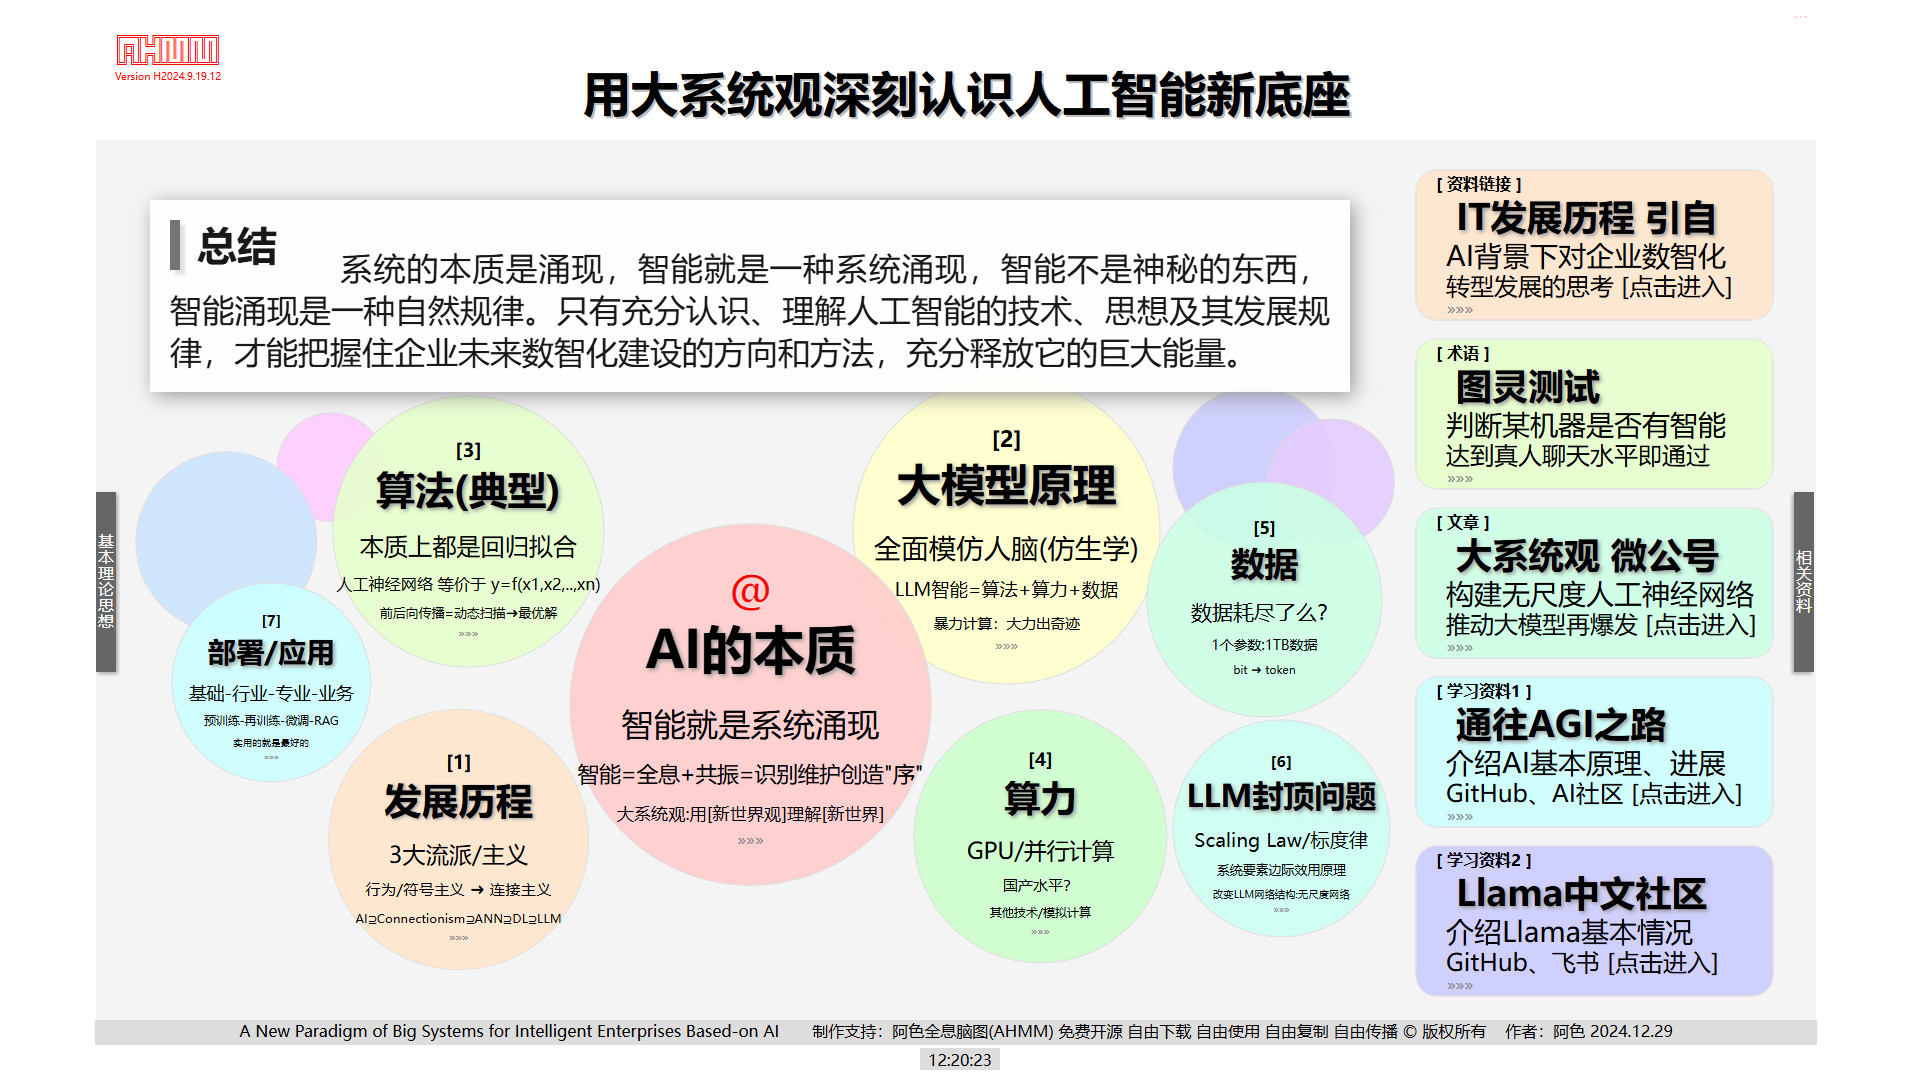 AHMM
Version H2024.9.19.12
用大系统观深刻认识人工智能新底座
总结
系统的本质是涌现，智能就是一种系统涌现，智能不是神秘的东西，
智能涌现是一种自然规律。只有充分认识、理解人工智能的技术、思想及其发展规
律，才能把握住企业未来数智化建设的方向和方法，充分释放它的巨大能量。
基本理论思想
[3]
算法(典型)
本质上都是回归拟合
人工神经网络 等价于 y=f(x1,x2,..,xn)
前后向传播=动态扫描➔最优解
»»»
[2]
大模型原理
全面模仿人脑(仿生学)
LLM智能=算法+算力+数据
暴力计算：大力出奇迹
»»»
[5]
数据
数据耗尽了么?
1个参数:1TB数据
bit ➔ token
@
AI的本质
智能就是系统涌现
智能=全息+共振=识别维护创造"序"
大系统观:用[新世界观]理解[新世界]
»»»
[7]
部署/应用
基础-行业-专业-业务
预训练-再训练-微调-RAG
实用的就是最好的
»»»
[1]
发展历程
3大流派/主义
行为/符号主义 ➔ 连接主义
AI⊇Connectionism⊇ANN⊇DL⊇LLM
»»»
[4]
算力
GPU/并行计算
国产水平?
其他技术/模拟计算
»»»
[6]
LLM封顶问题
Scaling Law/标度律
系统要素边际效用原理
改变LLM网络结构:无尺度网络
»»»
[ 资料链接 ]
IT发展历程 引自
AI背景下对企业数智化
转型发展的思考 [点击进入]
»»»
[ 术语 ]
图灵测试
判断某机器是否有智能
达到真人聊天水平即通过
»»»
[ 文章 ]
大系统观 微公号
构建无尺度人工神经网络
推动大模型再爆发 [点击进入]
»»»
[ 学习资料1 ]
通往AGI之路
介绍AI基本原理、进展
GitHub、AI社区 [点击进入]
»»»
[ 学习资料2 ]
Llama中文社区
介绍Llama基本情况
GitHub、飞书 [点击进入]
»»»
相关资料
A New Paradigm of Big Systems for Intelligent Enterprises Based-on AI 制作支持：阿色全息脑图(AHMM) 免费开源 自由下载 自由使用 自由复制 自由传播 © 版权所有 作者：阿色 2024.12.29
12:20:23